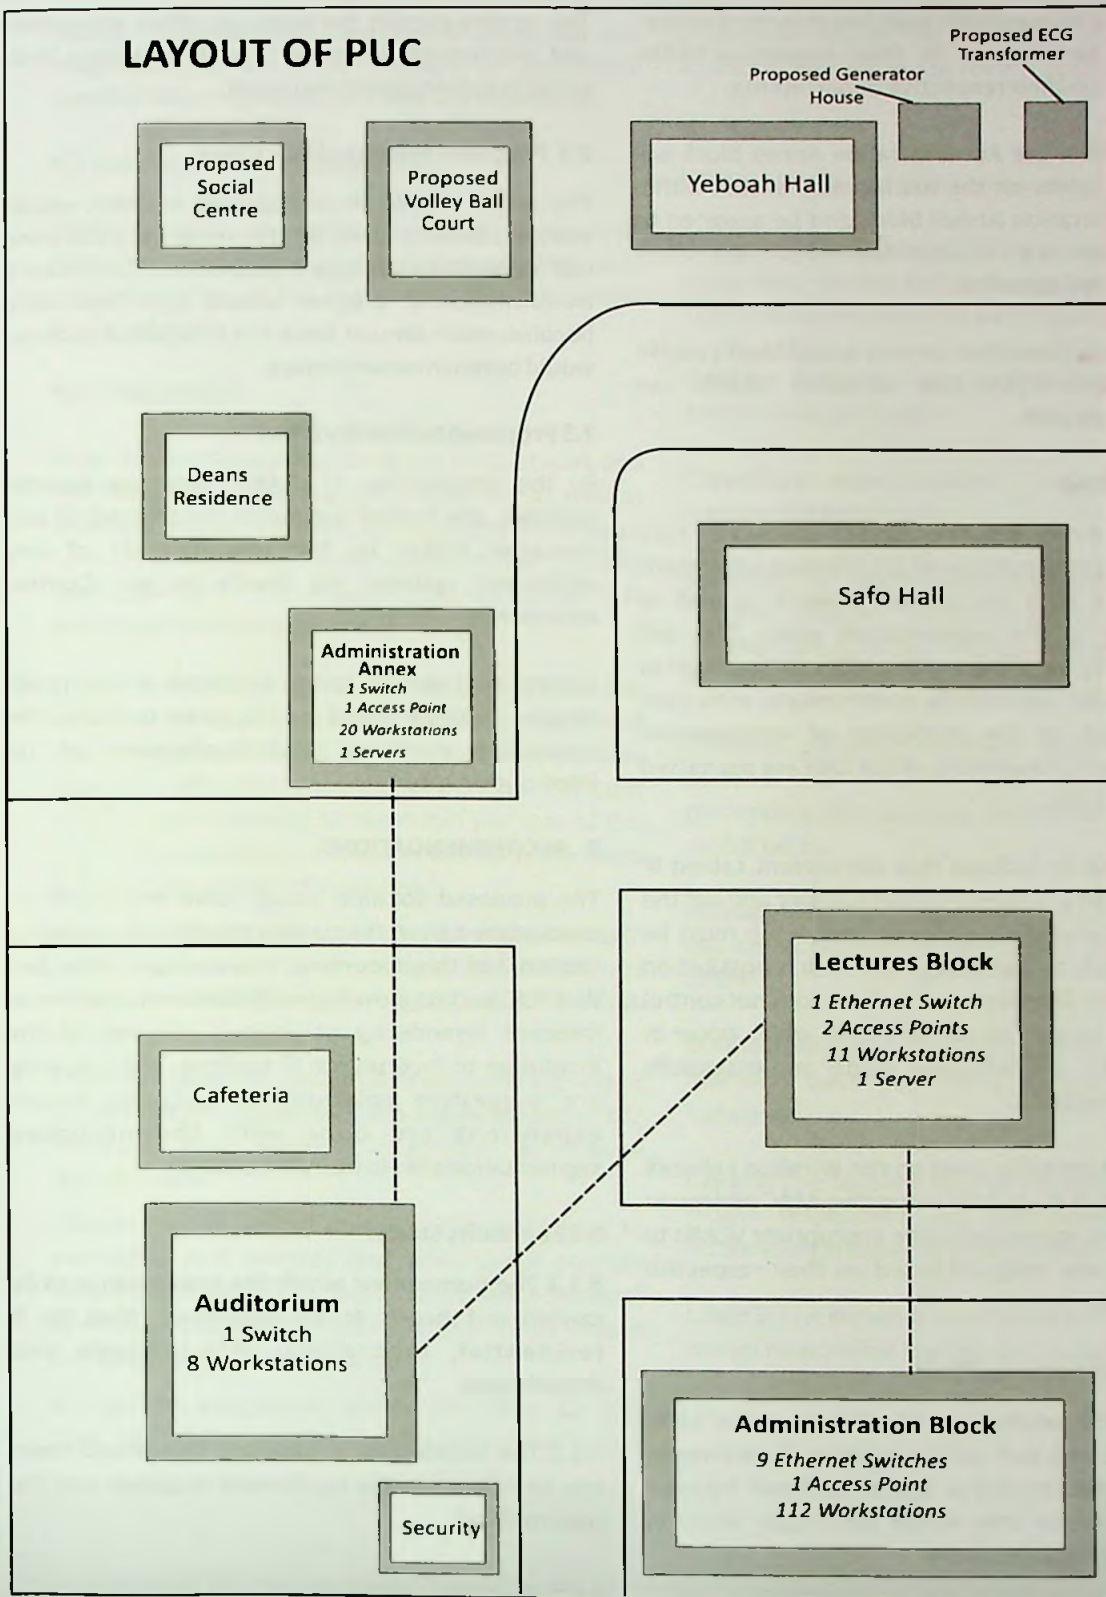 LAYOUT OF PUC
Proposed ECG
Transformer
Proposed Generator
House
Proposed
Social
Centre
Proposed
Volley Ball
Court
Yeboah Hall
Deans
Residence
Safo Hall
Administration
Annex
1 Switch
1 Access Point
20 Workstations
1 Servers
Lectures Block
1 Ethernet Switch
2 Access Points
11 Workstations
1 Server
Cafeteria
Auditorium
1 Switch
8 Workstations
Administration Block
9 Ethernet Switches
1 Access Point
112 Workstations
Security